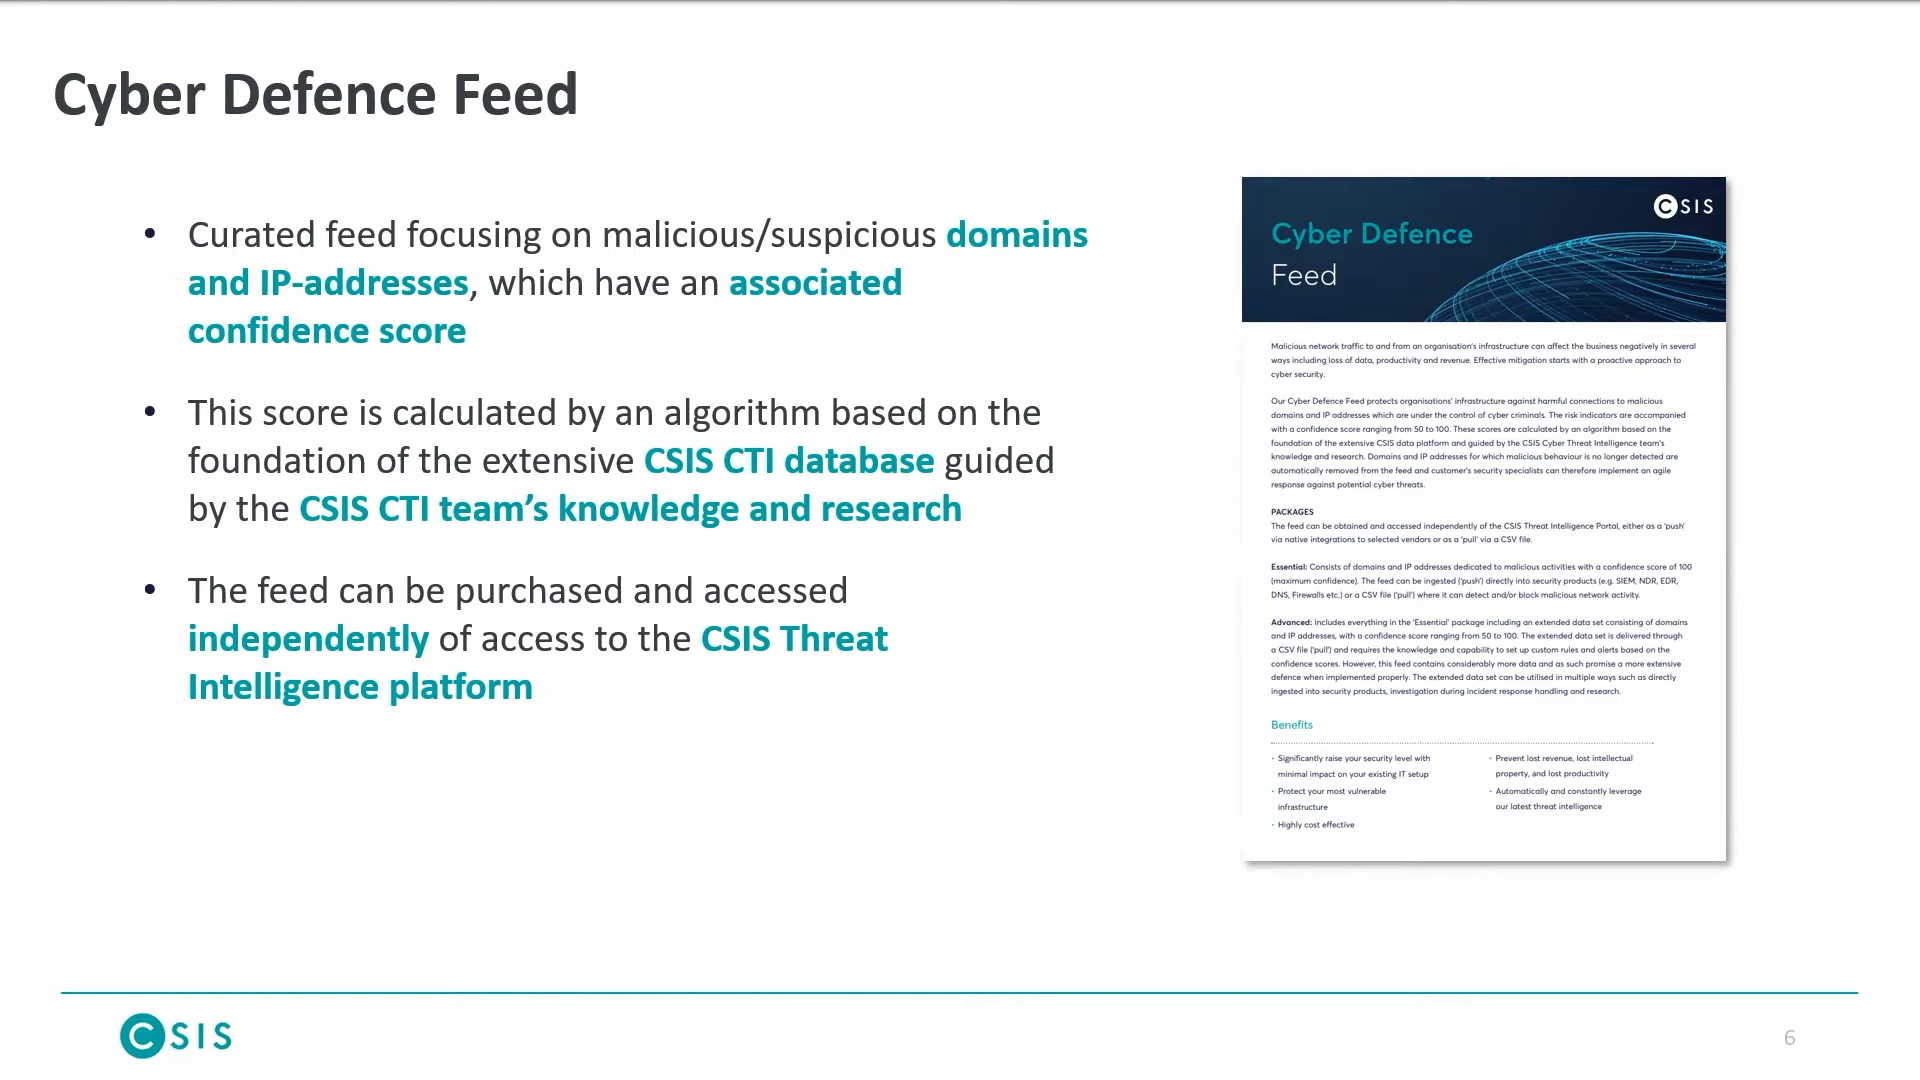 Cyber Defence Feed
• Curated feed focusing on malicious/suspicious domains
and IP-addresses, which have an associated
confidence score
• This score is calculated by an algorithm based on the
foundation of the extensive CSIS CTI database guided
by the CSIS CTI team’s knowledge and research
• The feed can be purchased and accessed
independently of access to the CSIS Threat
Intelligence platform
CSIS
Cyber Defence
Feed
Malicious network traffic to and from an organisation's infrastructure can affect the business negatively in several
ways including loss of data, productivity and revenue. Effective mitigation starts with a proactive approach to
cyber security.
Our Cyber Defence Feed protects organisations' infrastructure against harmful connections to malicious
domains and IP addresses which are under the control of cyber criminals. The risk indicators are accompanied
with a confidence score ranging from 50 to 100. These scores are calculated by an algorithm based on the
foundation of the extensive CSIS data platform and guided by the CSIS Cyber Threat Intelligence team's
knowledge and research. Domains and IP addresses for which malicious behaviour is no longer detected are
automatically removed from the feed and customer's security specialists can therefore implement an agile
response against potential cyber threats.
PACKAGES
The feed can be obtained and accessed independently of the CSIS Threat Intelligence Portal, either as a 'push'
via native integrations to selected vendors or as a 'pull' via a CSV file.
Essential: Consists of domains and IP addresses dedicated to malicious activities with a confidence score of 100
(maximum confidence). The feed can be ingested ('push') directly into security products (e.g. SIEM, NDR, EDR,
DNS, Firewalls etc.) or a CSV file ('pull') where it can detect and/or block malicious network activity.
Advanced: Includes everything in the 'Essential' package including an extended data set consisting of domains
and IP addresses, with a confidence score ranging from 50 to 100. The extended data set is delivered through
a CSV file ('pull') and requires the knowledge and capability to set up custom rules and alerts based on the
confidence scores. However, this feed contains considerably more data and as such promise a more extensive
defence when implemented properly. The extended data set can be utilised in multiple ways such as directly
ingested into security products, investigation during incident response handling and research.
Benefits
· Significantly raise your security level with
minimal impact on your existing IT setup
· Protect your most vulnerable
infrastructure
· Highly cost effective
· Prevent lost revenue, lost intellectual
property, and lost productivity
· Automatically and constantly leverage
our latest threat intelligence
CSIS
6